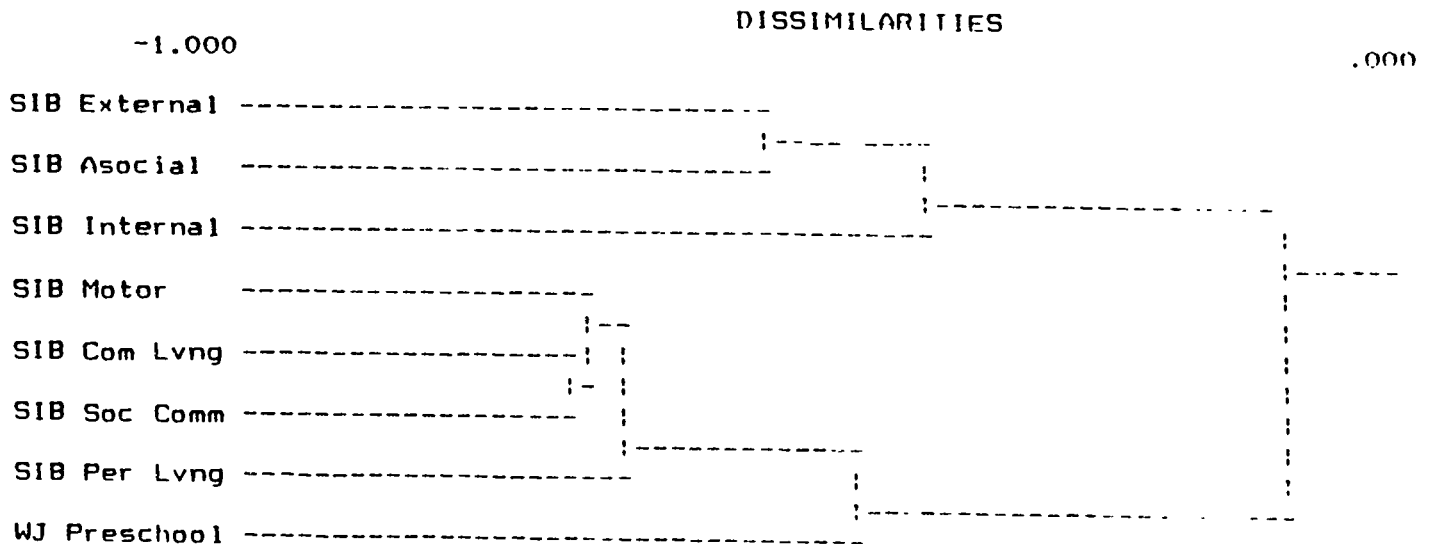 DISSIMILARITIES
-1.000 .000
SIB External
SIB Asocial
SIB Internal
SIB Motor
SIB Com Lvng
SIB Soc Comm
SIB Per Lvng
WJ Preschool